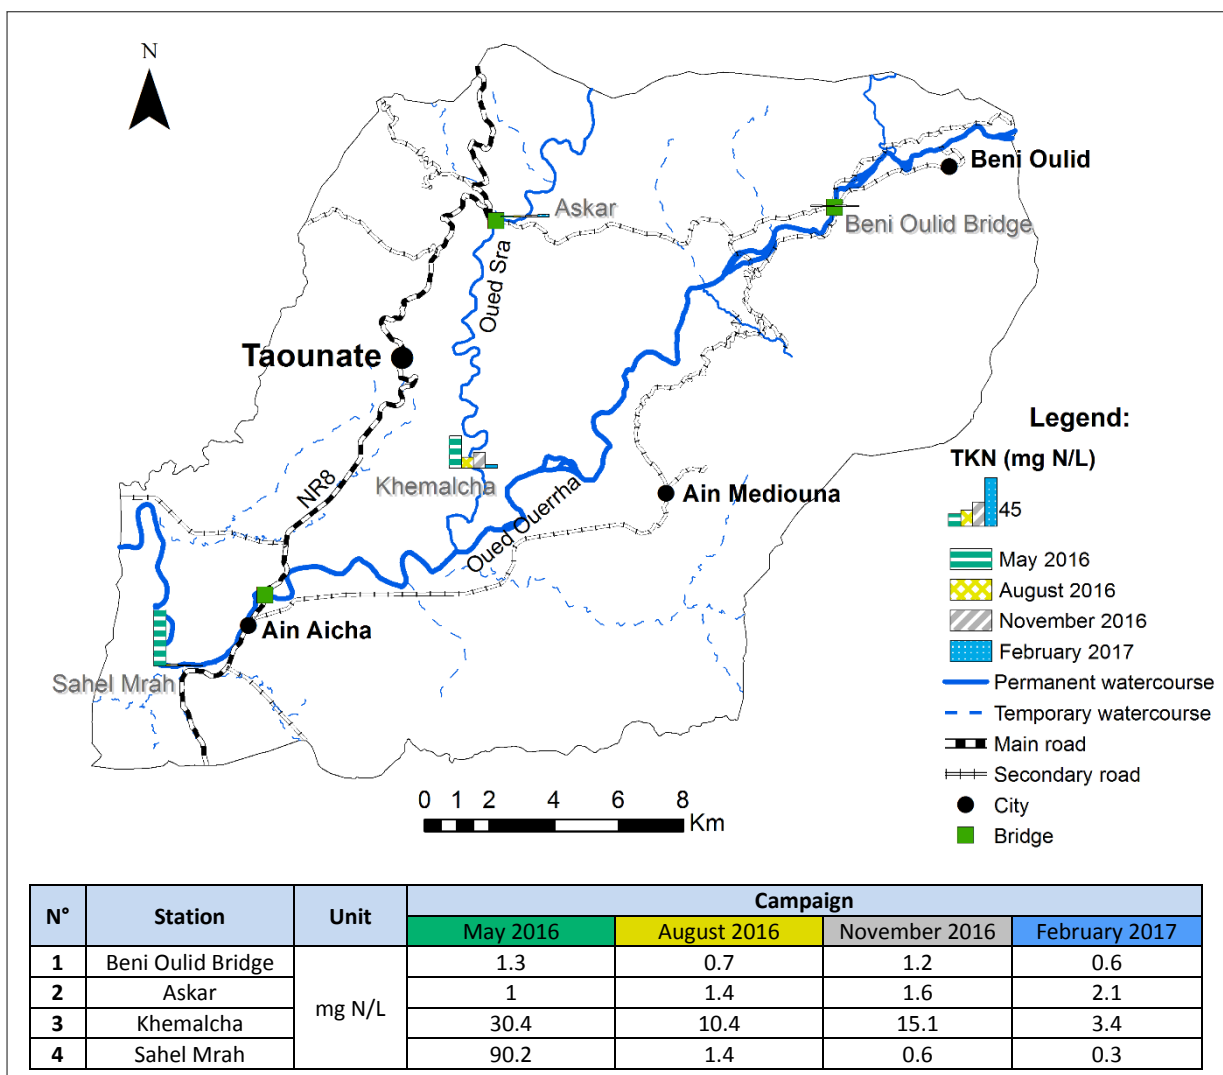 N
Beni Oulid
Askar
Beni Oulid Bridge
Oued Sra
Taounate
Legend:
TKN (mg N/L)
45
Khemalcha
NR8
Ain Mediouna
Oued Ouerrha
May 2016
August 2016
November 2016
February 2017
Ain Aicha
Sahel Mrah
Permanent watercourse
Temporary watercourse
Main road
Secondary road
City
Bridge
0 1 2 4 6 8
Km
N° Station Unit Campaign
May 2016 August 2016 November 2016 February 2017
1 Beni Oulid Bridge mg N/L 1.3 0.7 1.2 0.6
2 Askar 1 1.4 1.6 2.1
3 Khemalcha 30.4 10.4 15.1 3.4
4 Sahel Mrah 90.2 1.4 0.6 0.3